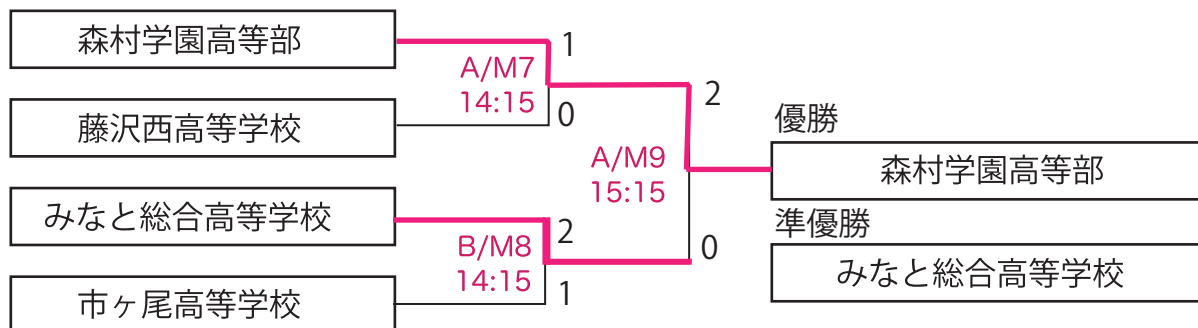 森村学園高等部
1
A/M7
14:15
藤沢西高等学校
0
2
A/M9
15:15
優勝
森村学園高等部
みなと総合高等学校
2
B/M8
14:15
0
準優勝
みなと総合高等学校
市ヶ尾高等学校
1